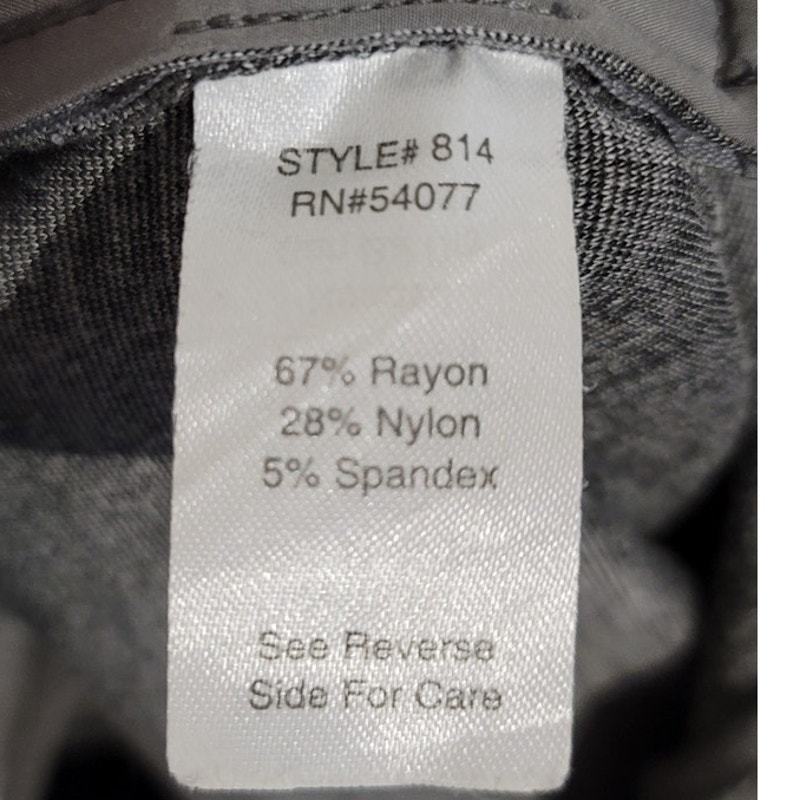 STYLE# 814
RN#54077
67% Rayon
28% Nylon
5% Spandex
See Reverse
Side For Care